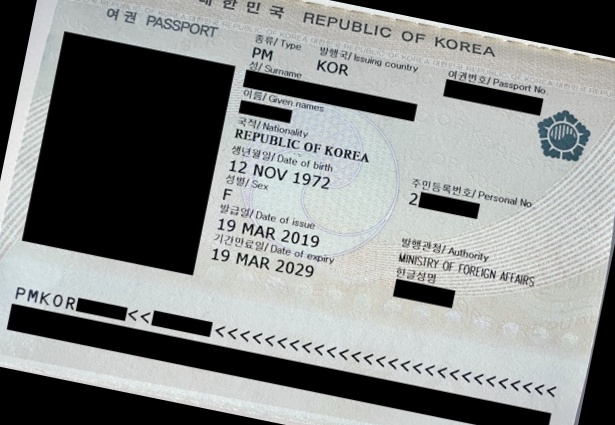 대한민국 REPUBLIC OF KOREA
여권 PASSPORT
종류/ Type 발행국/ Issuing country 여권번호/ Passport No.
PM KOR
성/ Surname
이름/ Given names
국적/ Nationality
REPUBLIC OF KOREA
생년월일/ Date of birth 주민등록번호/ Personal No.
12 NOV 1972 2
성별/ Sex
F
발급일/ Date of issue 발행관청/ Authority
19 MAR 2019 MINISTRY OF FOREIGN AFFAIRS
기간만료일/ Date of expiry 한글성명
19 MAR 2029
PMKOR << <<<<<<<<<<<<<<<<<<<<<<<<<<<<<